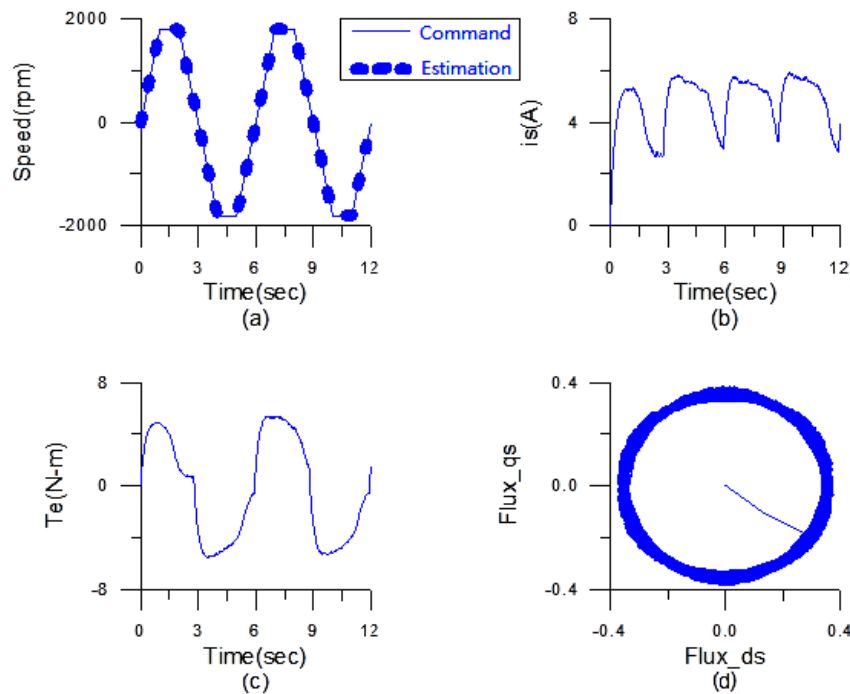 2000
0
-2000
Speed(rpm)
0 3 6 9 12
Time(sec)
(a)
Command
Estimation
8
4
0
is(A)
0 3 6 9 12
Time(sec)
(b)
8
0
-8
Te(N-m)
0 3 6 9 12
Time(sec)
(c)
0.4
0.0
-0.4
Flux_qs
-0.4 0.0 0.4
Flux_ds
(d)